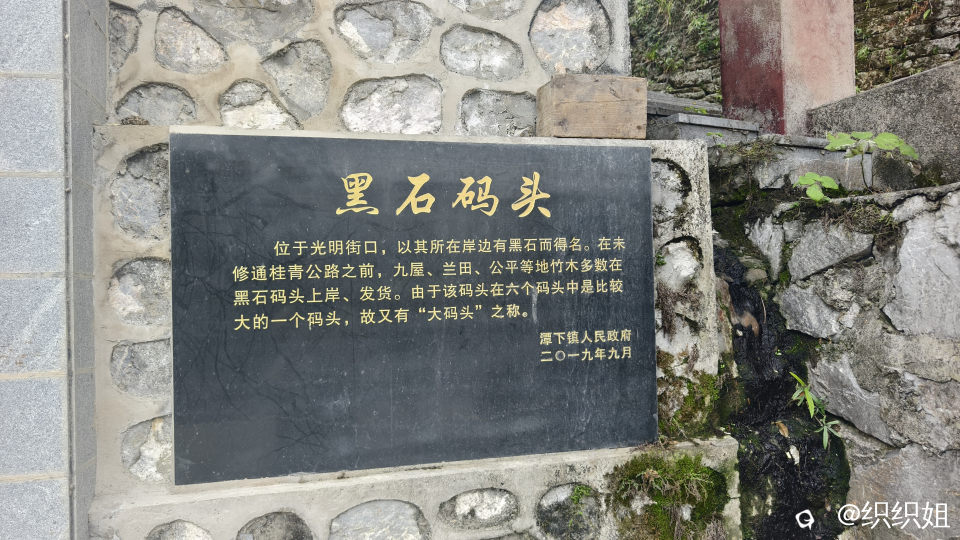 黑石码头
位于光明街口，以其所在岸边有黑石而得名。在未
修通桂青公路之前，九屋、兰田、公平等地竹木多数在
黑石码头上岸、发货。由于该码头在六个码头中是比较
大的一个码头，故又有“大码头”之称。
潭下镇人民政府
二〇一九年九月
@织织姐